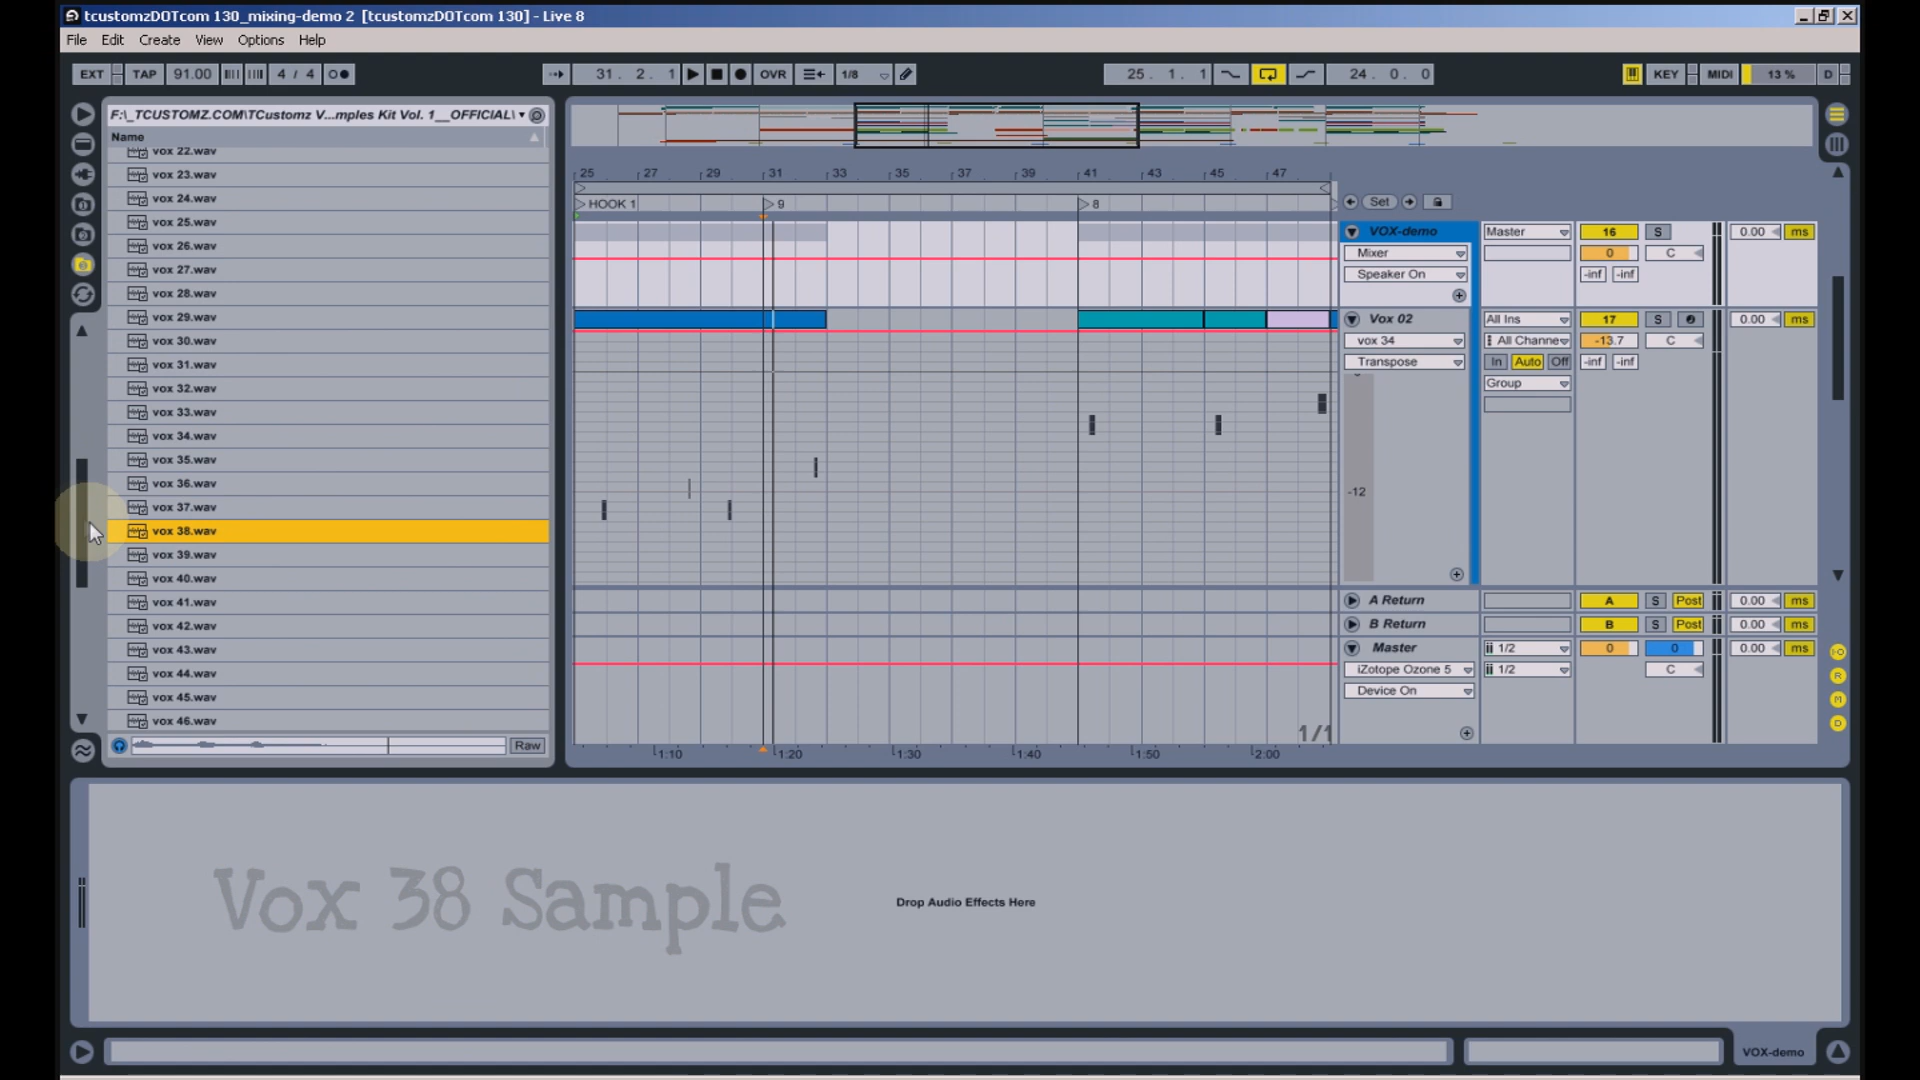 tcustomzDOTcom 130_mixing-demo 2 [tcustomzDOTcom 130] - Live 8
File Edit Create View Options Help
EXT TAP 91.00 4 / 4 31. 2. 1 OVR 1/8 25. 1. 1 24. 0. 0 KEY MIDI 13 % D
F:\_TCUSTOMZ.COM\TCustomz V...mples Kit Vol. 1__OFFICIAL\
Name
vox 22.wav
vox 23.wav
vox 24.wav
vox 25.wav
vox 26.wav
vox 27.wav
vox 28.wav
vox 29.wav
vox 30.wav
vox 31.wav
vox 32.wav
vox 33.wav
vox 34.wav
vox 35.wav
vox 36.wav
vox 37.wav
vox 38.wav
vox 39.wav
vox 40.wav
vox 41.wav
vox 42.wav
vox 43.wav
vox 44.wav
vox 45.wav
vox 46.wav
Raw
25 27 29 31 33 35 37 39 41 43 45 47
HOOK 1 9 8 Set
VOX-demo Master 16 S 0.00 ms
Mixer 0 C
Speaker On -inf -inf
Vox 02 All Ins 17 S 0.00 ms
vox 34 All Channe -13.7 C
Transpose In Auto Off -inf -inf
Group
-12
A Return A S Post 0.00 ms
B Return B S Post 0.00 ms
Master 1/2 0 0 0.00 ms
iZotope Ozone 5 1/2 C
Device On
1/1
1:10 1:20 1:30 1:40 1:50 2:00
I·O
R
M
D
Vox 38 Sample
Drop Audio Effects Here
VOX-demo